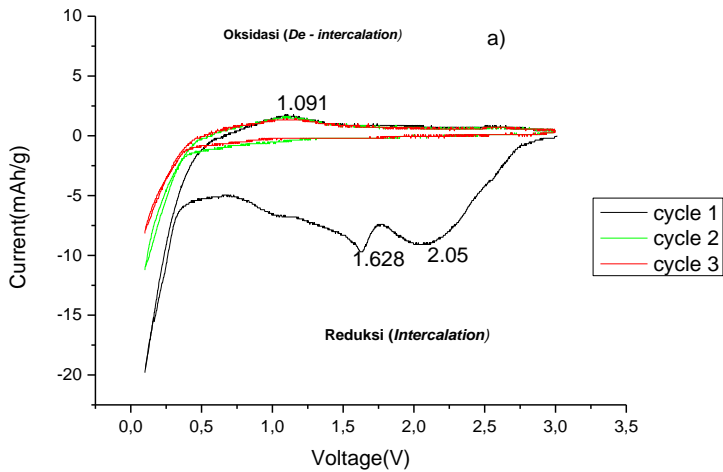 Oksidasi (De - intercalation)
a)
1.091
1.628
2.05
Reduksi (Intercalation)
cycle 1
cycle 2
cycle 3
Current(mAh/g)
10
5
0
-5
-10
-15
-20
0,0 0,5 1,0 1,5 2,0 2,5 3,0 3,5
Voltage(V)